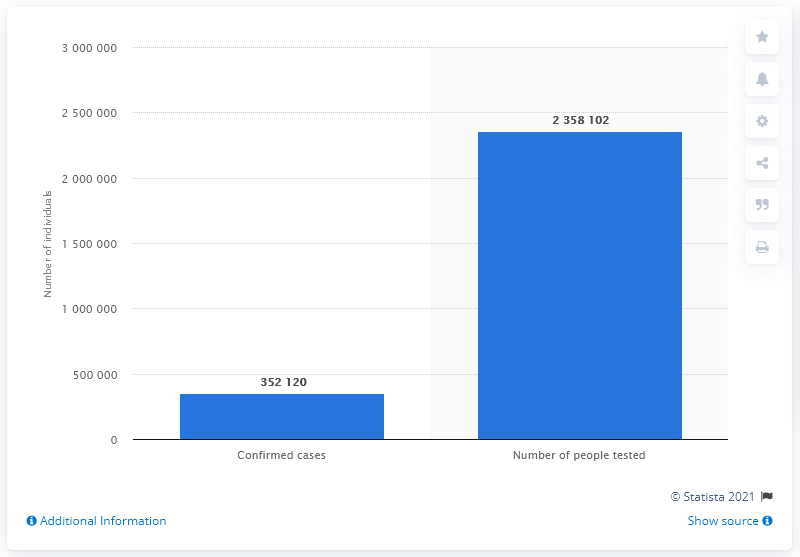 3 000 000
2 500 000
2 000 000
1 500 000
1 000 000
500 000
0
Number of individuals
352 120
2 358 102
Confirmed cases
Number of people tested
© Statista 2021
Additional Information
Show source